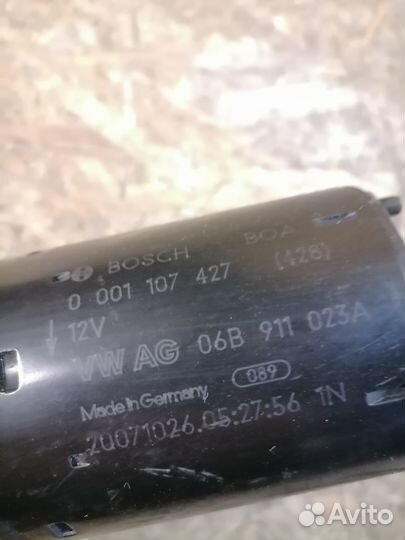 BOSCH BOA
0 001 107 427 (428)
12V
VW AG 06B 911 023A
089
Made In Germany
20071026.05:27:56 1N
Avito